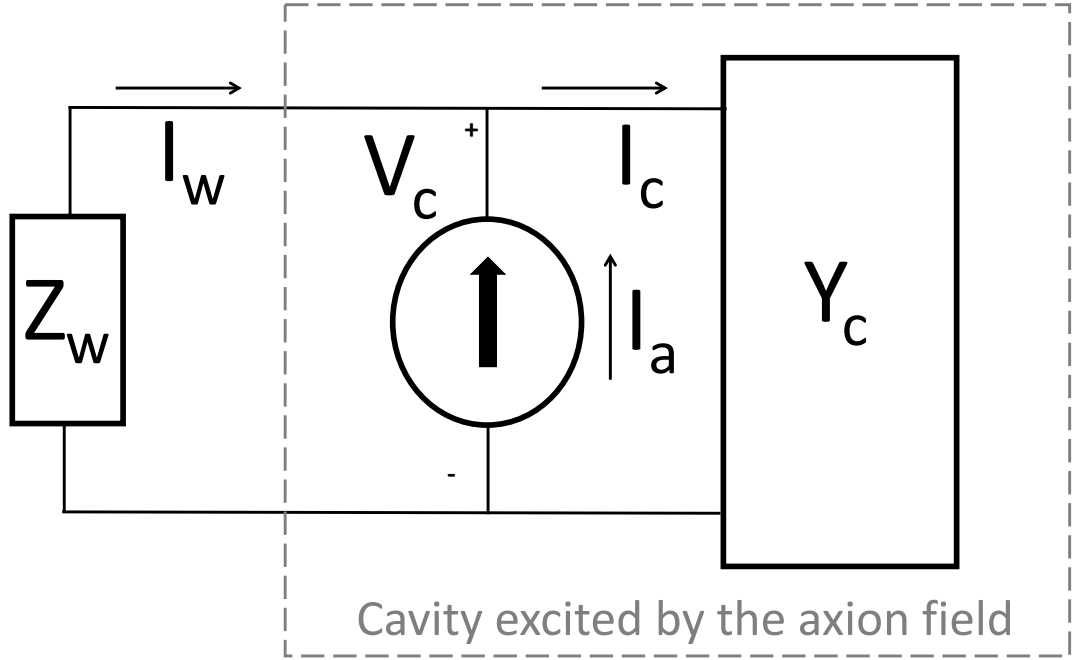 I_w
V_c
+
I_c
Z_w
I_a
Y_c
-
Cavity excited by the axion field